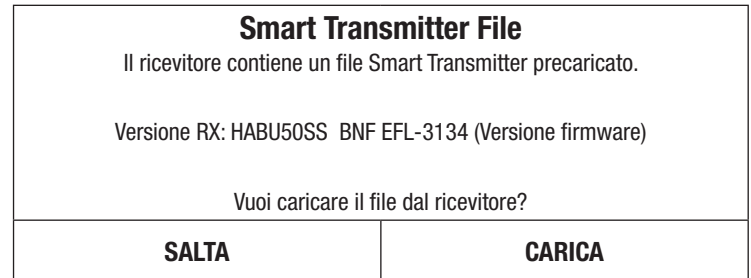 Smart Transmitter File
Il ricevitore contiene un file Smart Transmitter precaricato.
Versione RX: HABU50SS  BNF EFL-3134 (Versione firmware)
Vuoi caricare il file dal ricevitore?
SALTA
CARICA